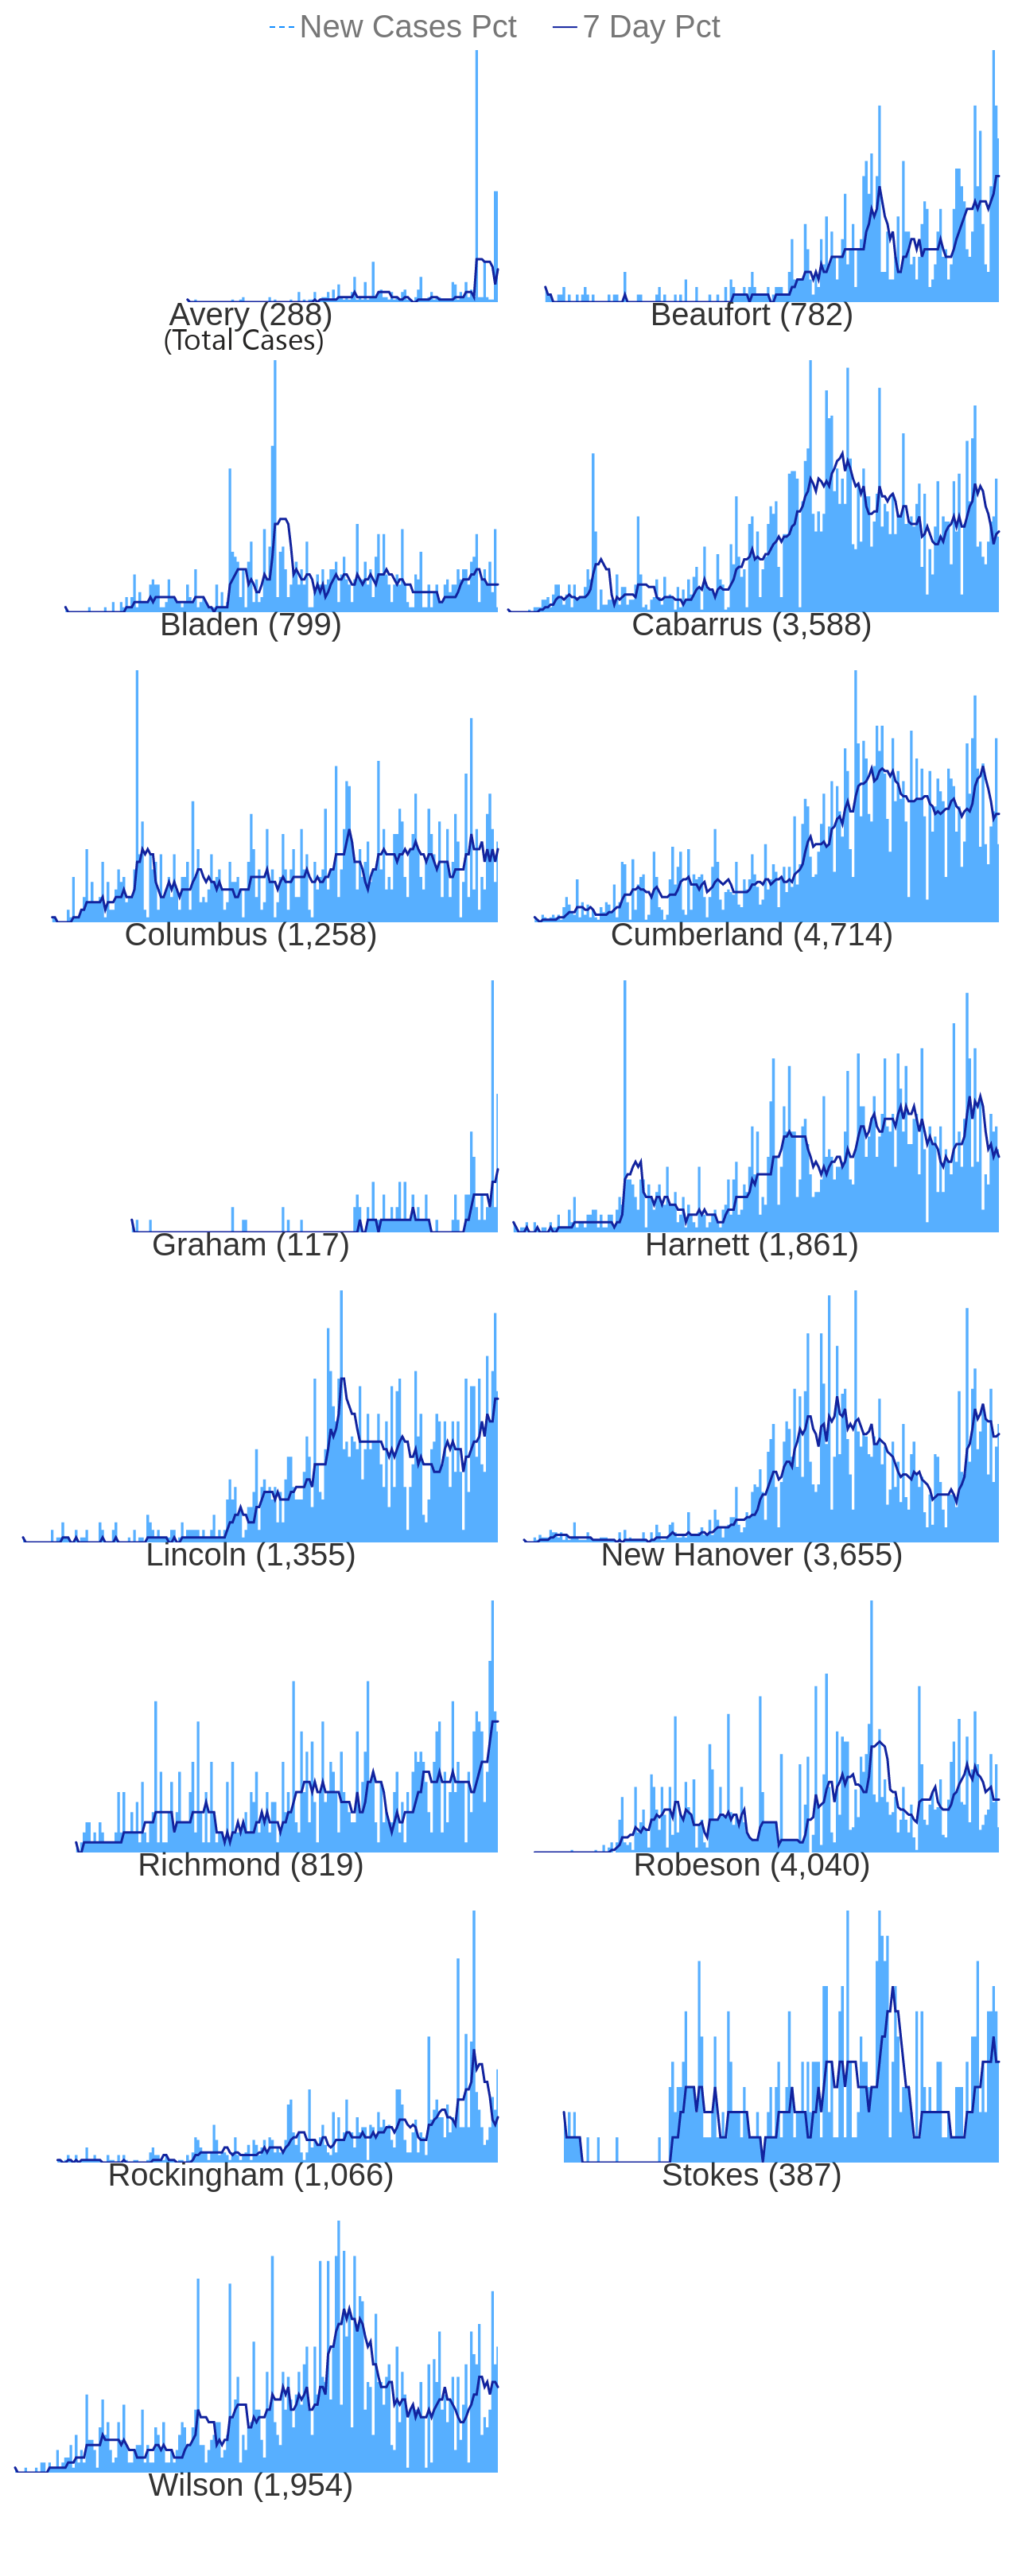 New Cases Pct 7 Day Pct
Avery (288) Beaufort (782)
(Total Cases)
Bladen (799) Cabarrus (3,588)
Columbus (1,258) Cumberland (4,714)
Graham (117) Harnett (1,861)
Lincoln (1,355) New Hanover (3,655)
Richmond (819) Robeson (4,040)
Rockingham (1,066) Stokes (387)
Wilson (1,954)